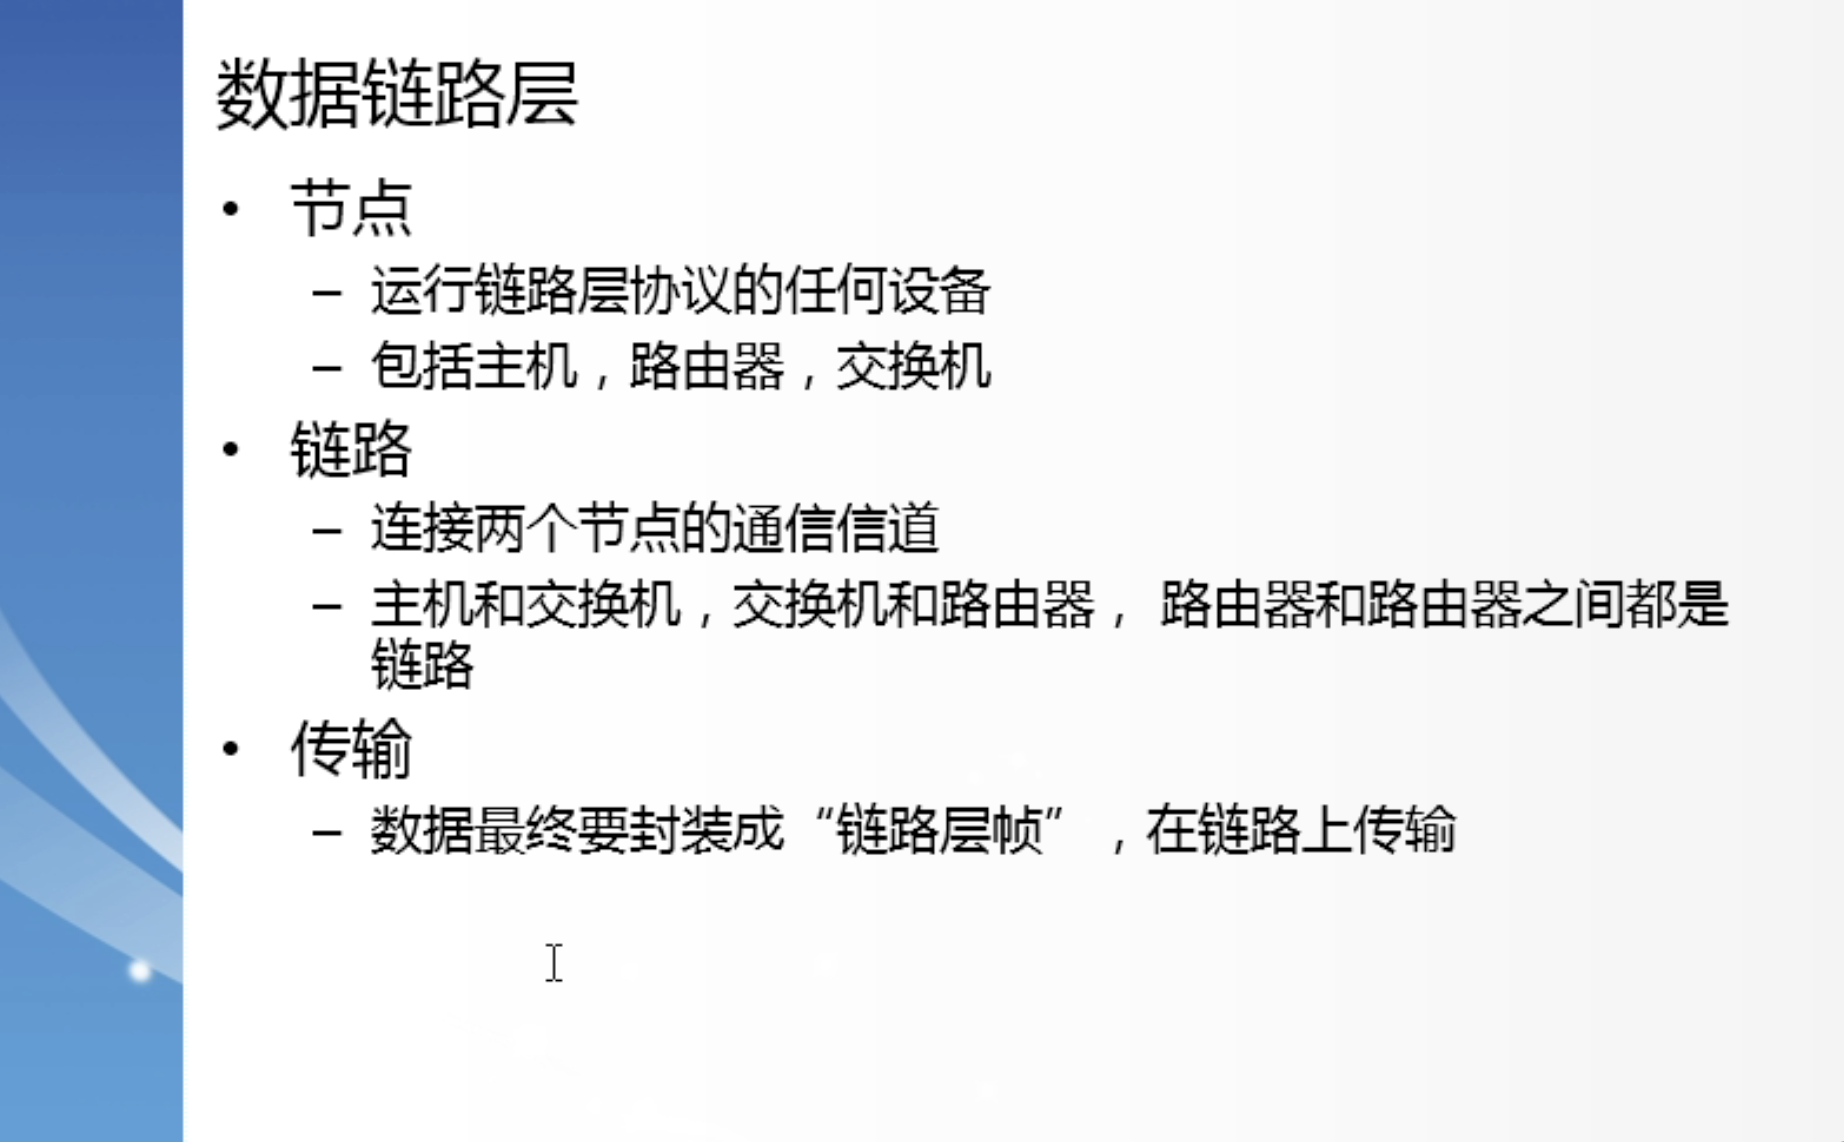 数据链路层
• 节点
– 运行链路层协议的任何设备
– 包括主机，路由器，交换机
• 链路
– 连接两个节点的通信信道
– 主机和交换机，交换机和路由器， 路由器和路由器之间都是
链路
• 传输
– 数据最终要封装成“链路层帧”，在链路上传输